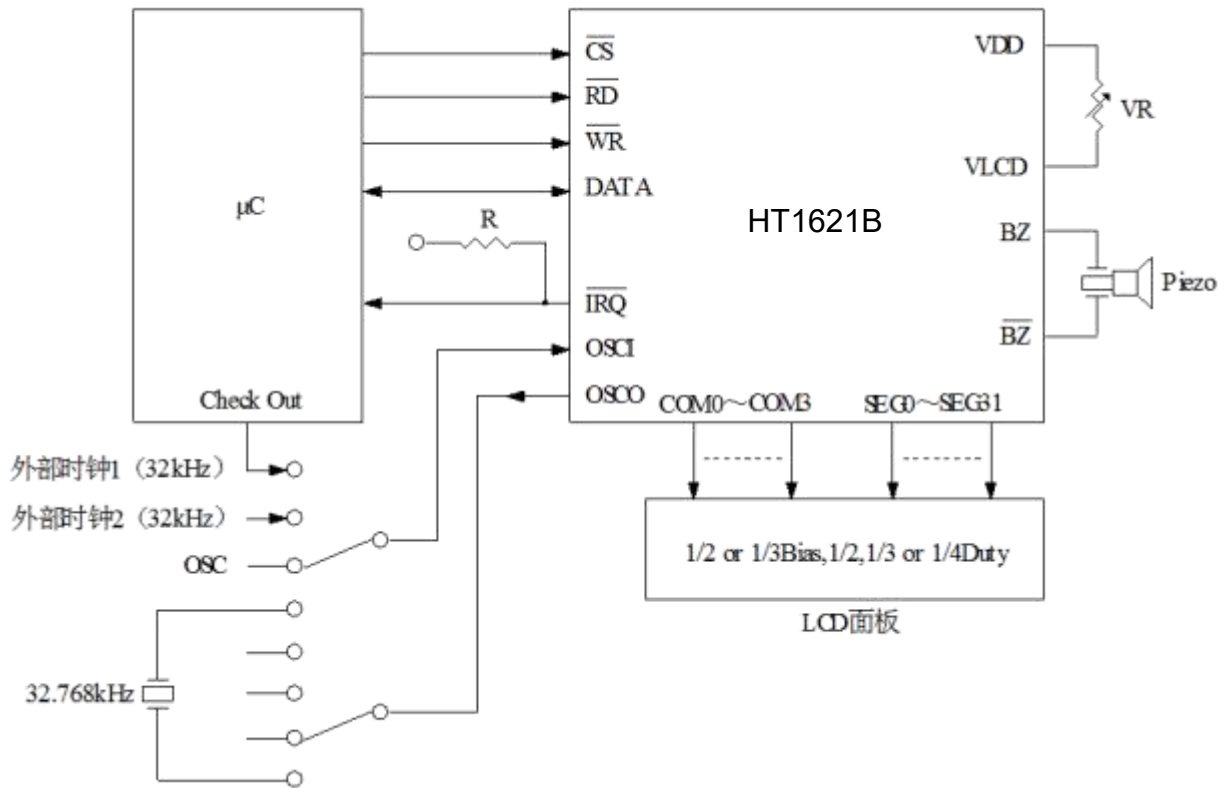 CS
RD
WR
DATA
μC
R
IRQ
OSCI
OSCO
Check Out
HT1621B
VDD
VR
VLCD
BZ
Piezo
BZ
COM0～COM3
SEG0～SEG31
外部时钟1（32kHz）
外部时钟2（32kHz）
OSC
32.768kHz
1/2 or 1/3Bias,1/2,1/3 or 1/4Duty
LCD面板